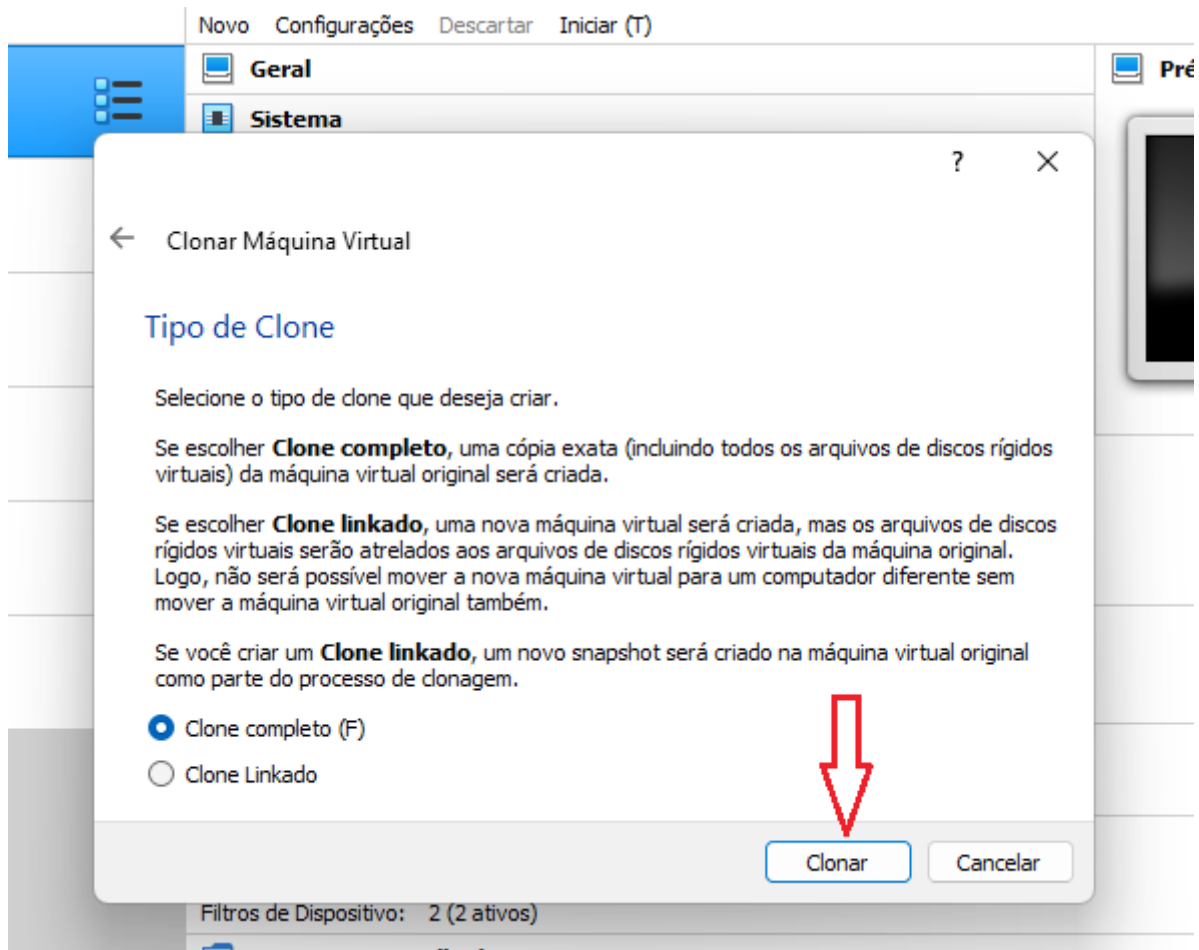 Novo Configurações Descartar Iniciar (T)
Geral
Pré
Sistema
?
Clonar Máquina Virtual
Tipo de Clone
Selecione o tipo de clone que deseja criar.
Se escolher Clone completo, uma cópia exata (incluindo todos os arquivos de discos rígidos
virtuais) da máquina virtual original será criada.
Se escolher Clone linkado, uma nova máquina virtual será criada, mas os arquivos de discos
rígidos virtuais serão atrelados aos arquivos de discos rígidos virtuais da máquina original.
Logo, não será possível mover a nova máquina virtual para um computador diferente sem
mover a máquina virtual original também.
Se você criar um Clone linkado, um novo snapshot será criado na máquina virtual original
como parte do processo de clonagem.
Clone completo (F)
Clone Linkado
Clonar Cancelar
Filtros de Dispositivo: 2 (2 ativos)